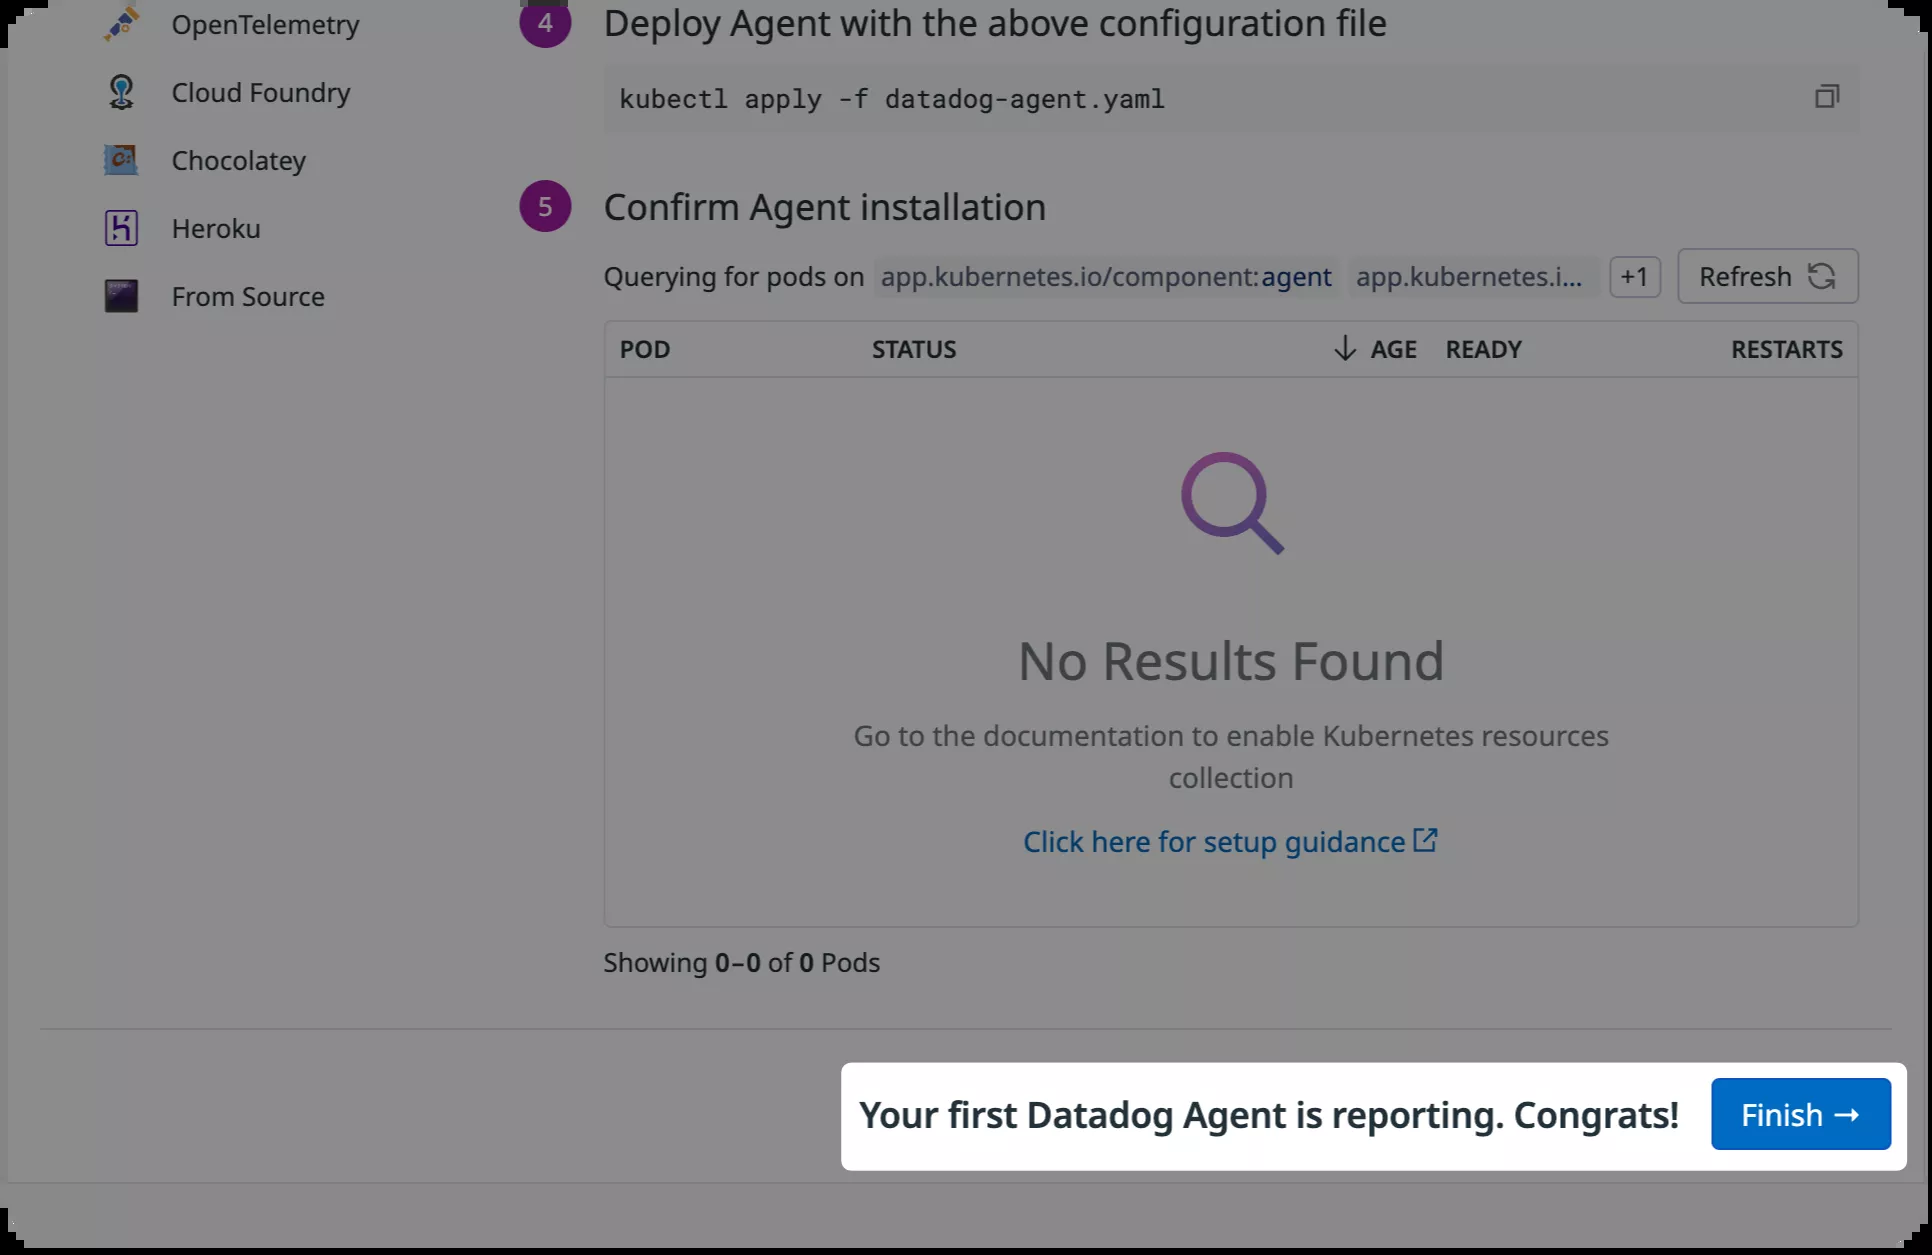 OpenTelemetry
Cloud Foundry
Chocolatey
Heroku
From Source
4 Deploy Agent with the above configuration file
kubectl apply -f datadog-agent.yaml
5 Confirm Agent installation
Querying for pods on app.kubernetes.io/component:agent app.kubernetes.i... +1 Refresh
POD STATUS ↓ AGE READY RESTARTS
No Results Found
Go to the documentation to enable Kubernetes resources
collection
Click here for setup guidance
Showing 0–0 of 0 Pods
Your first Datadog Agent is reporting. Congrats! Finish →